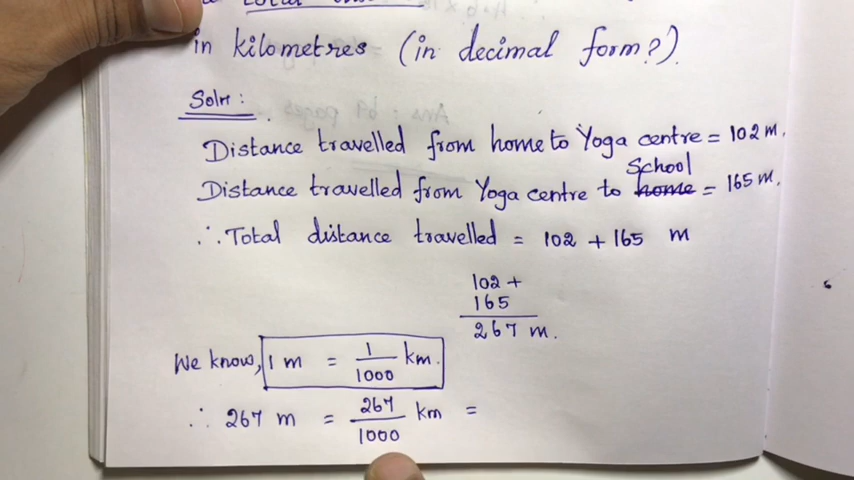 in kilometres (in decimal form?).
Soln:
Distance travelled from home to Yoga centre = 102 m.
School
Distance travelled from Yoga centre to home = 165 m.
∴ Total distance travelled = 102 + 165 m
102 +
165
267 m.
We know, 1 m = 1/1000 km.
∴ 267 m = 267/1000 km =